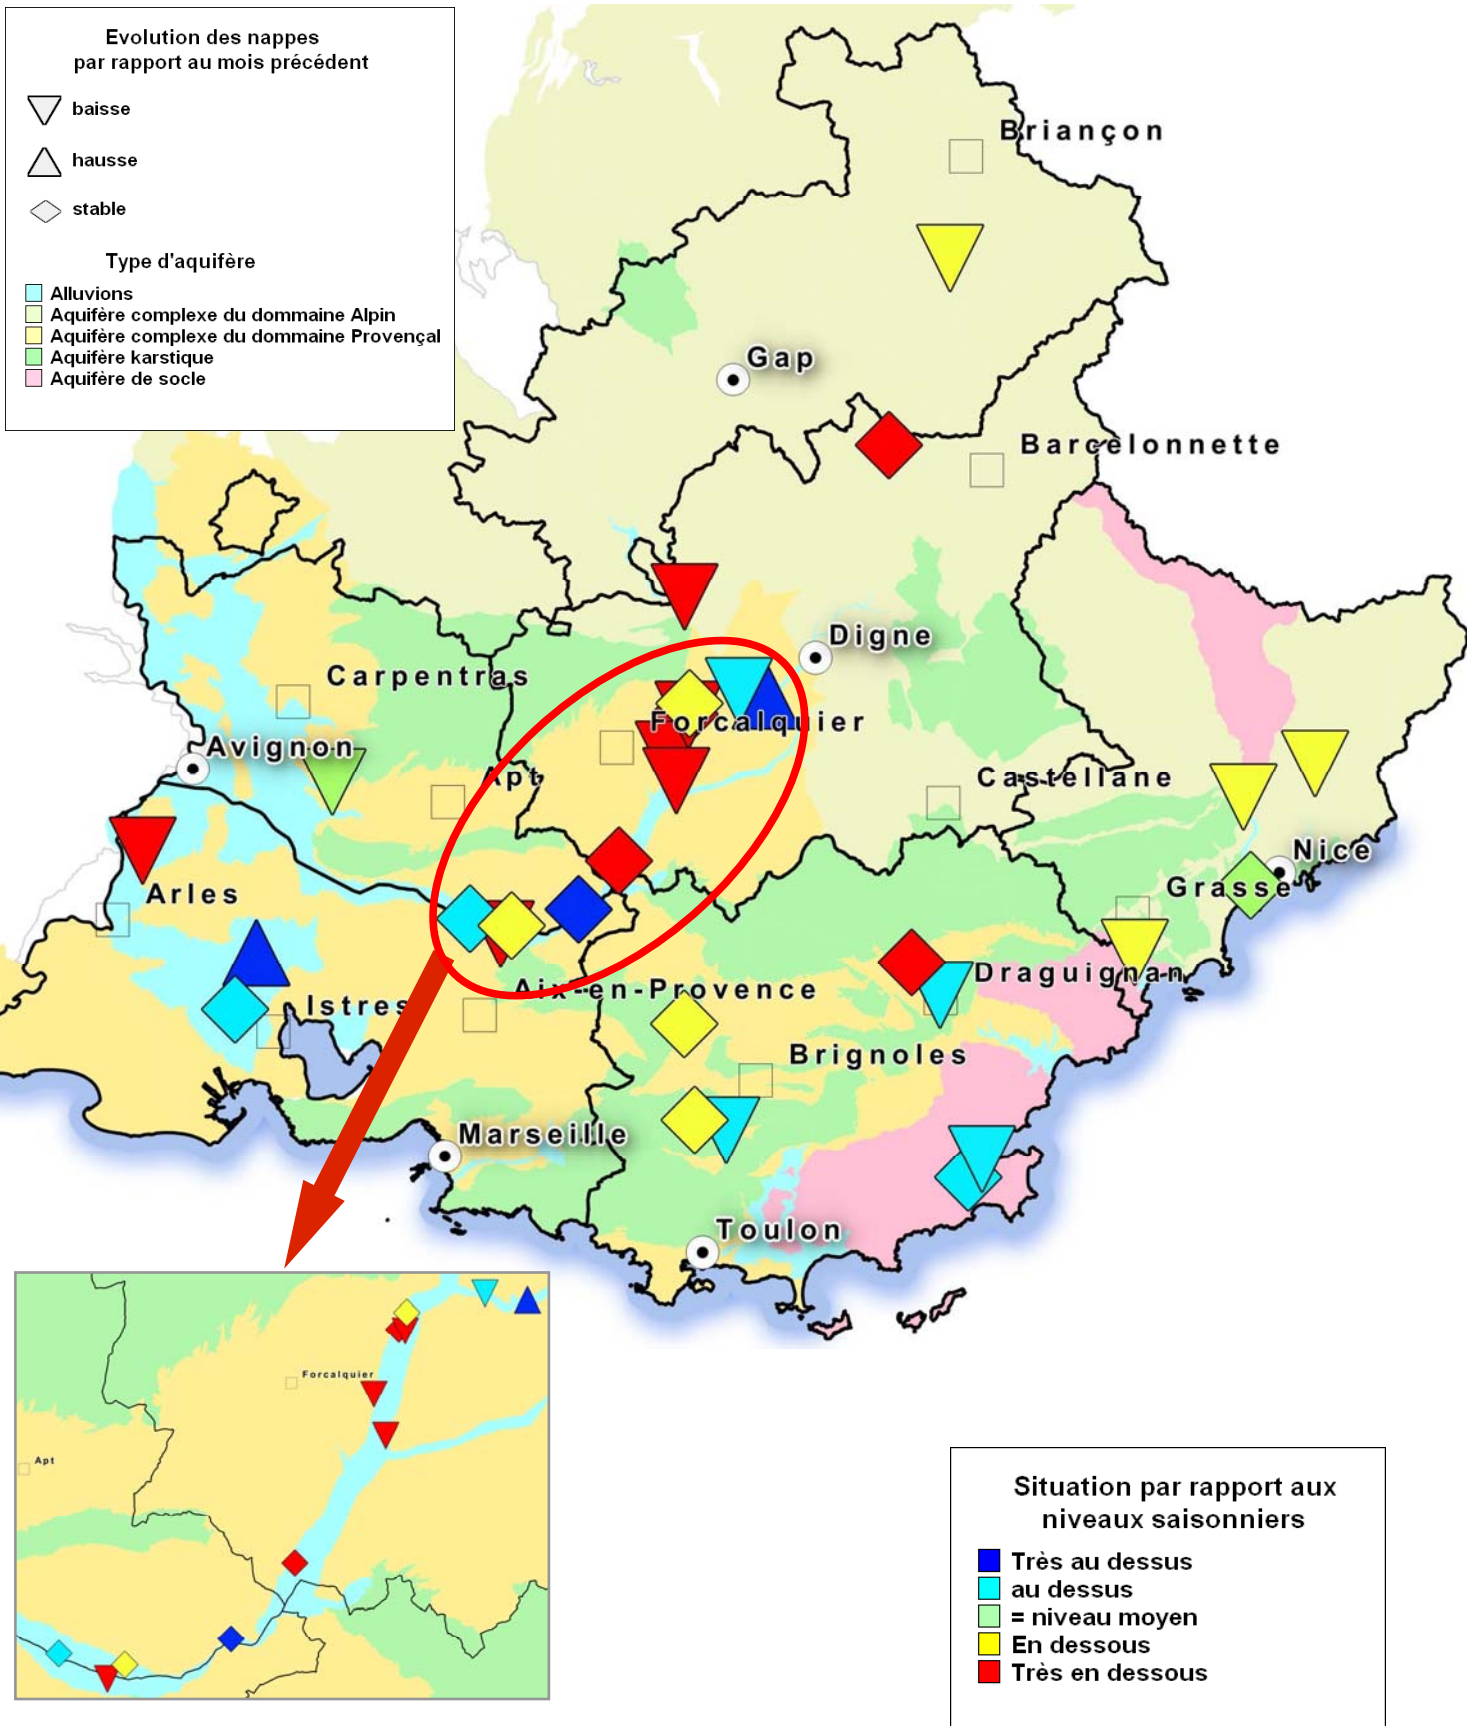 Evolution des nappes
par rapport au mois précédent
baisse
hausse
stable
Type d'aquifère
Alluvions
Aquifère complexe du dommaine Alpin
Aquifère complexe du dommaine Provençal
Aquifère karstique
Aquifère de socle
Briançon
Gap
Barcelonnette
Digne
Carpentras
Forcalquier
Avignon
Apt
Castellane
Nice
Grasse
Arles
Draguignan
Aix-en-Provence
Istres
Brignoles
Marseille
Toulon
Forcalquier
Apt
Situation par rapport aux
niveaux saisonniers
Très au dessus
au dessus
= niveau moyen
En dessous
Très en dessous